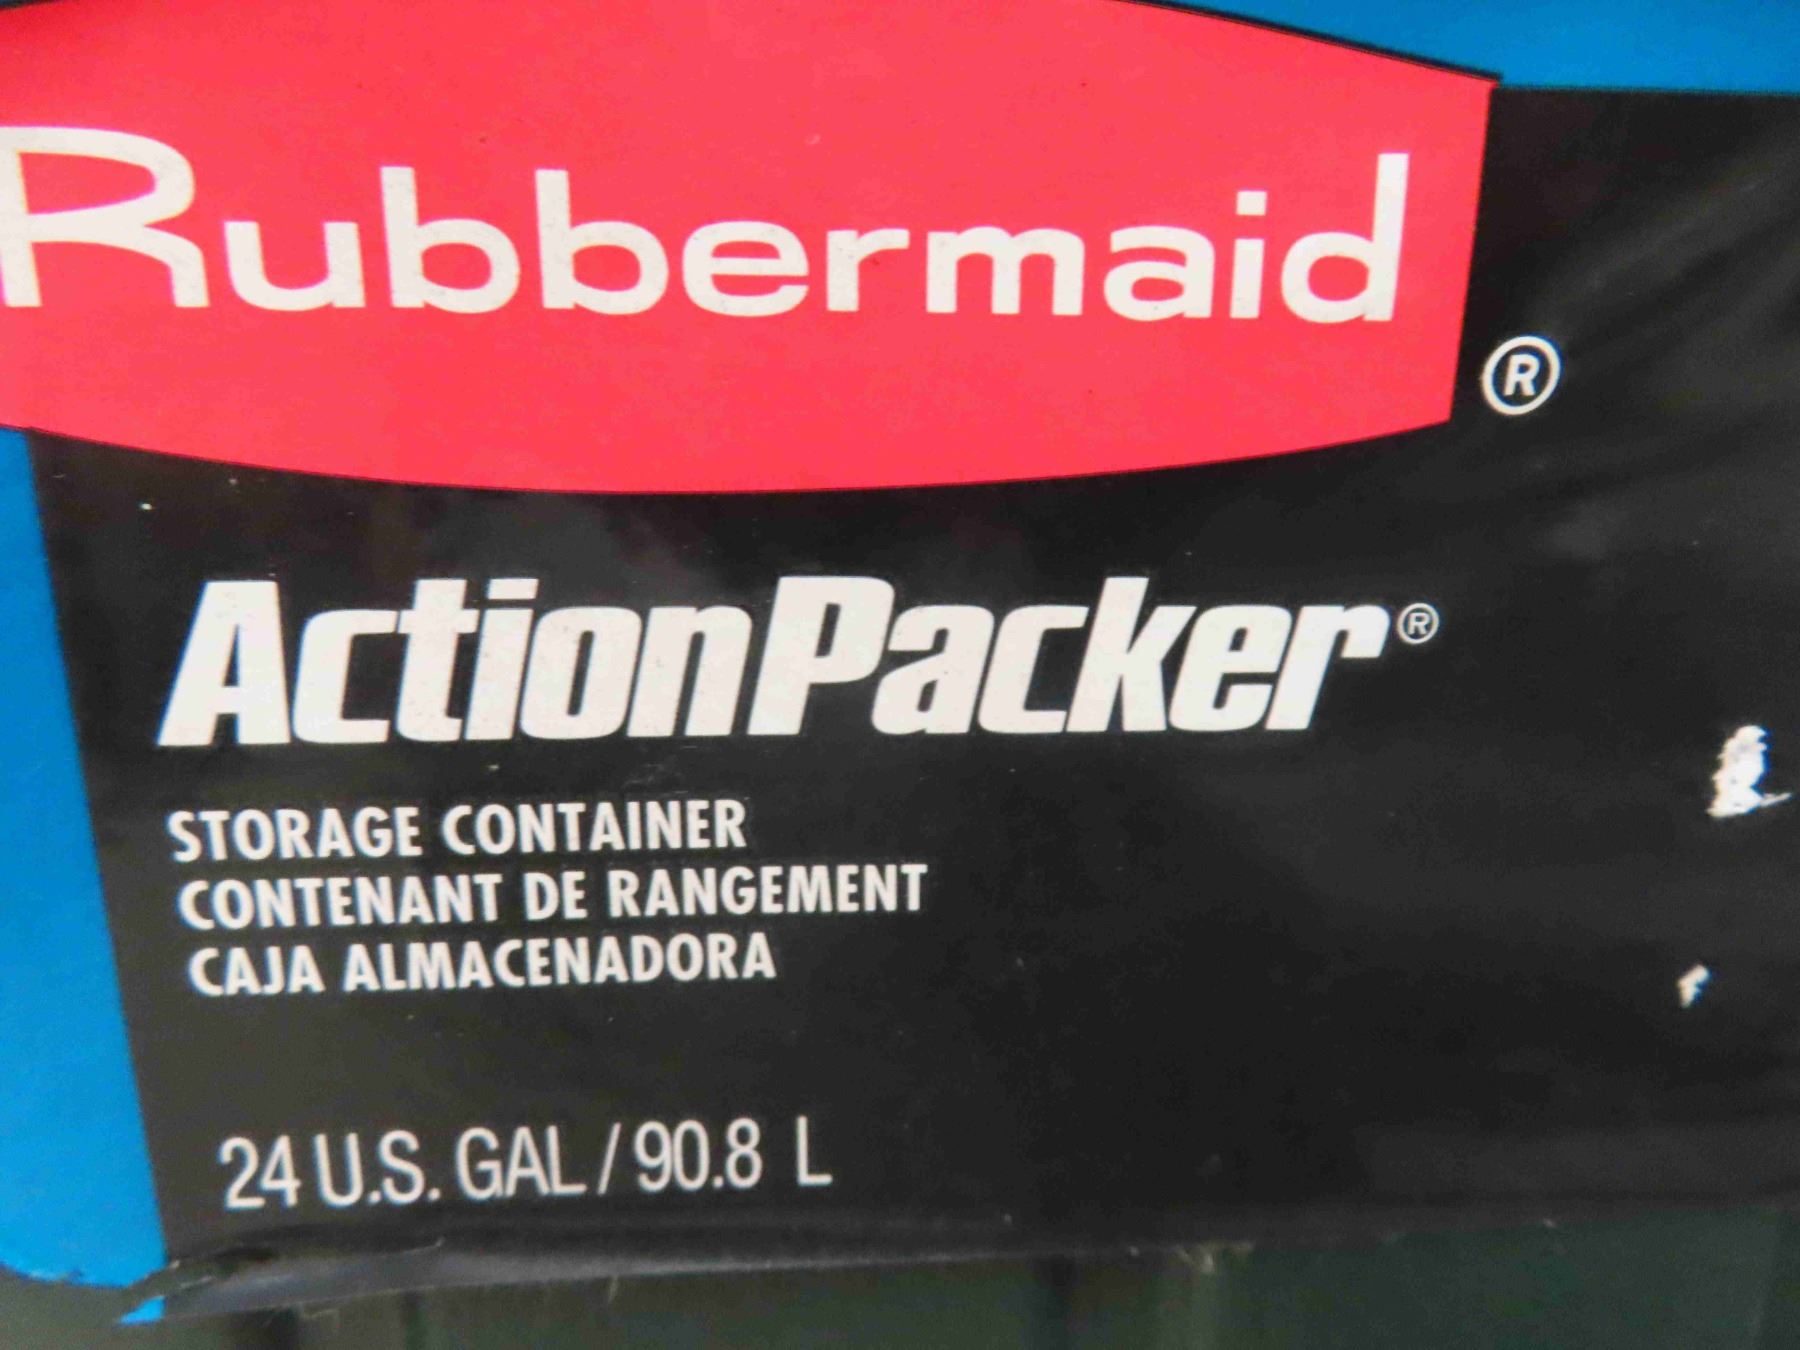 Rubbermaid®
ActionPacker®
STORAGE CONTAINER
CONTENANT DE RANGEMENT
CAJA ALMACENADORA
24 U.S. GAL / 90.8 L